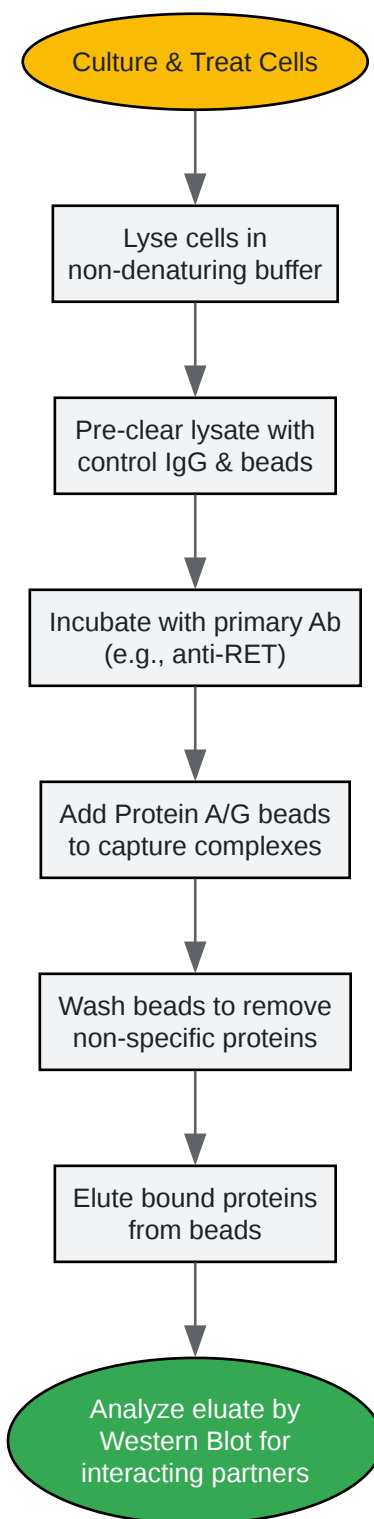 Culture & Treat Cells
Lyse cells in
non-denaturing buffer
Pre-clear lysate with
control IgG & beads
Incubate with primary Ab
(e.g., anti-RET)
Add Protein A/G beads
to capture complexes
Wash beads to remove
non-specific proteins
Elute bound proteins
from beads
Analyze eluate by
Western Blot for
interacting partners